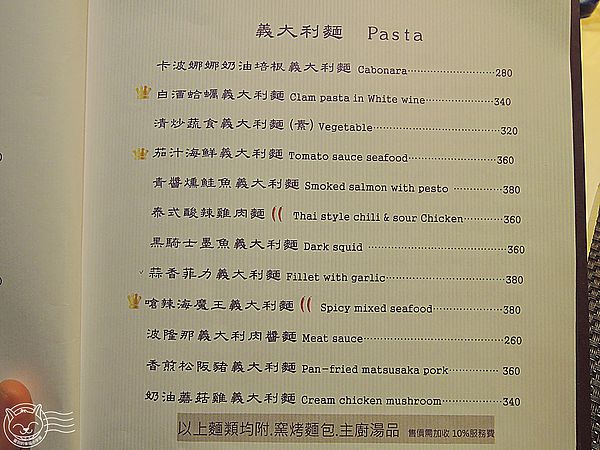 義大利麵 Pasta
卡波娜娜奶油培根義大利麵 Cabonara 280
白酒蛤蠣義大利麵 Clam pasta in White wine 340
清炒蔬食義大利麵(素) Vegetable 320
茄汁海鮮義大利麵 Tomato sauce seafood 360
青醬燻鮭魚義大利麵 Smoked salmon with pesto 380
泰式酸辣雞肉麵 Thai style chili & sour Chicken 360
黑騎士墨魚義大利麵 Dark squid 360
蒜香菲力義大利麵 Fillet with garlic 380
嗆辣海魔王義大利麵 Spicy mixed seafood 380
波隆那義大利肉醬麵 Meat sauce 260
香煎松阪豬義大利麵 Pan-fried matsusaka pork 360
奶油蘑菇雞義大利麵 Cream chicken mushroom 340
以上麵類均附.窯烤麵包.主廚湯品 售價需加收10%服務費